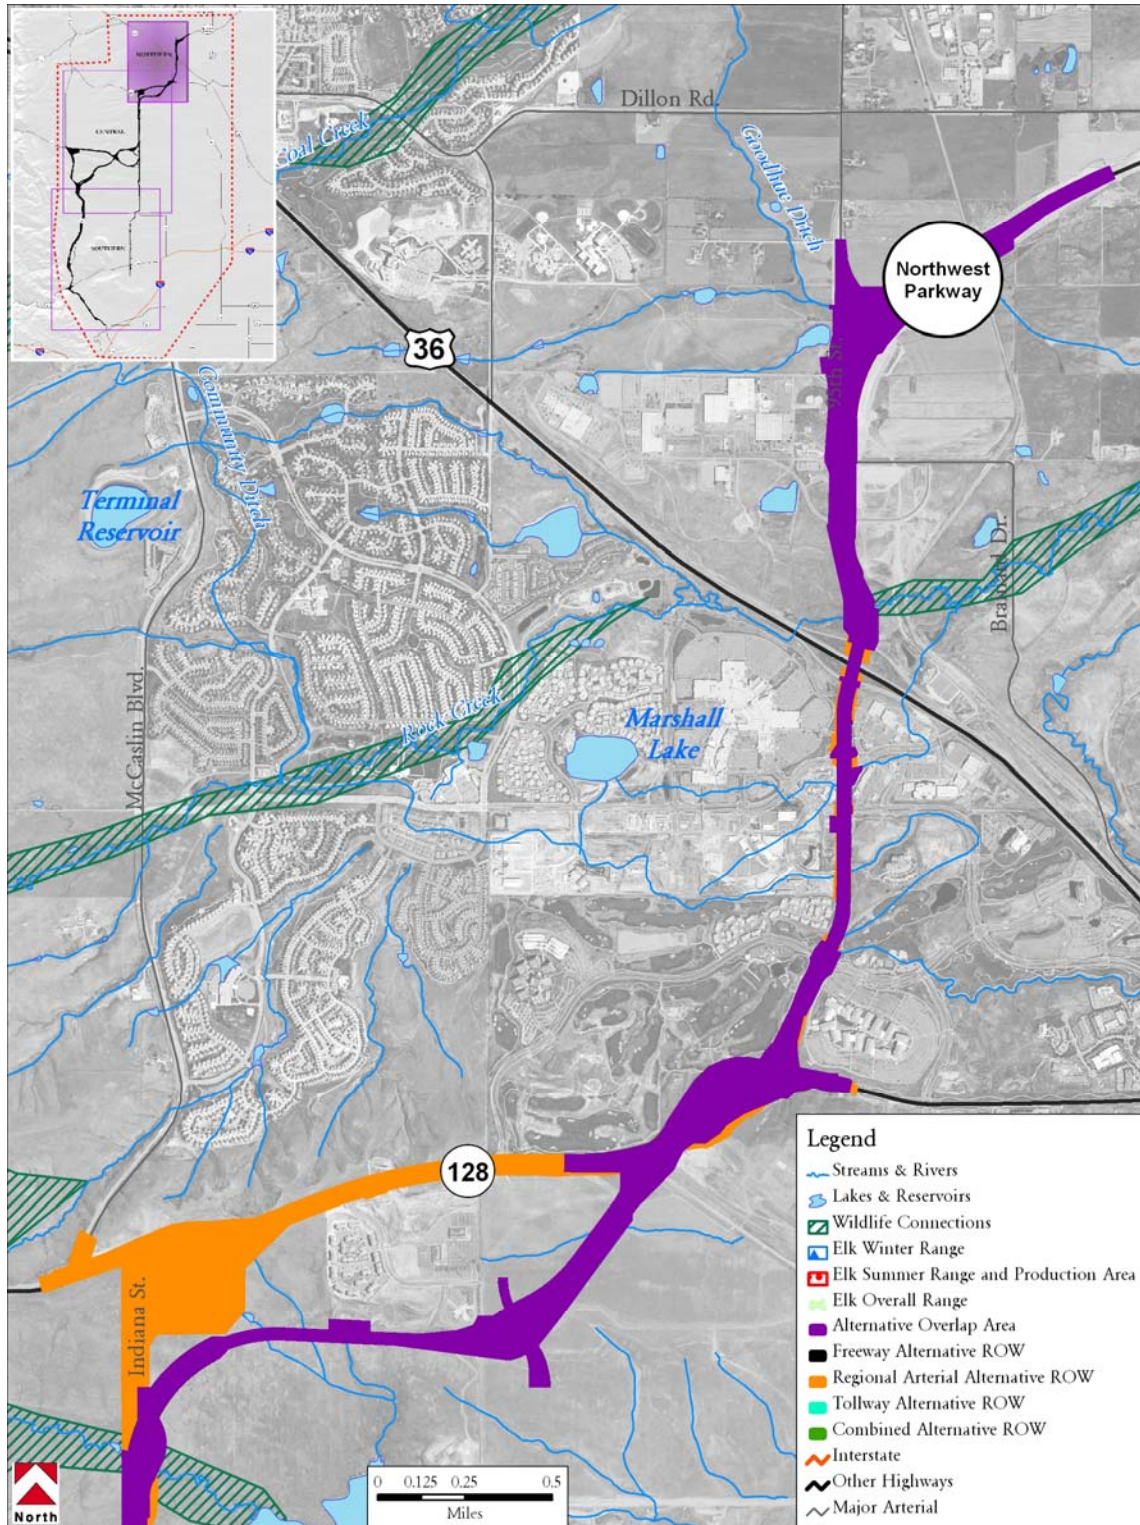 NORTHERN
CENTRAL
SOUTHERN
Dillon Rd.
Coal Creek
Goodhue Ditch
Northwest
Parkway
36
96th St.
Community Ditch
Terminal
Reservoir
Brainard Dr.
McCaslin Blvd.
Rock Creek
Marshall
Lake
128
Indiana St.
Legend
Streams & Rivers
Lakes & Reservoirs
Wildlife Connections
Elk Winter Range
Elk Summer Range and Production Area
Elk Overall Range
Alternative Overlap Area
Freeway Alternative ROW
Regional Arterial Alternative ROW
Tollway Alternative ROW
Combined Alternative ROW
Interstate
Other Highways
Major Arterial
North
0 0.125 0.25 0.5
Miles